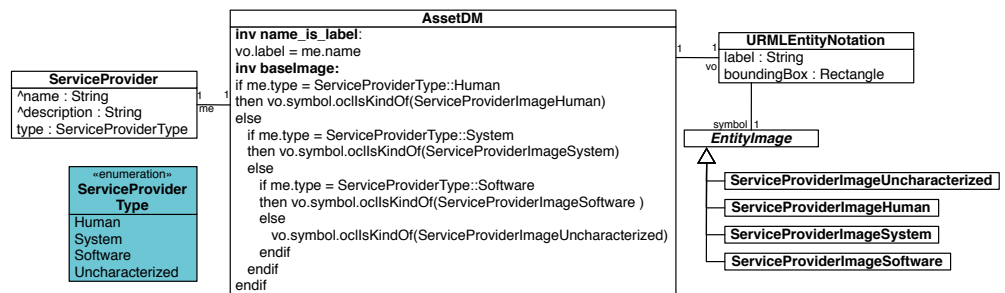 AssetDM
inv name_is_label:
vo.label = me.name
inv baseImage:
if me.type = ServiceProviderType::Human
then vo.symbol.oclIsKindOf(ServiceProviderImageHuman)
else
if me.type = ServiceProviderType::System
then vo.symbol.oclIsKindOf(ServiceProviderImageSystem)
else
if me.type = ServiceProviderType::Software
then vo.symbol.oclIsKindOf(ServiceProviderImageSoftware )
else
vo.symbol.oclIsKindOf(ServiceProviderImageUncharacterized)
endif
endif
endif
ServiceProvider
^name : String
^description : String
type : ServiceProviderType
1
me
1
«enumeration»
ServiceProvider
Type
Human
System
Software
Uncharacterized
1
1
vo
URMLEntityNotation
label : String
boundingBox : Rectangle
symbol 1
EntityImage
ServiceProviderImageUncharacterized
ServiceProviderImageHuman
ServiceProviderImageSystem
ServiceProviderImageSoftware